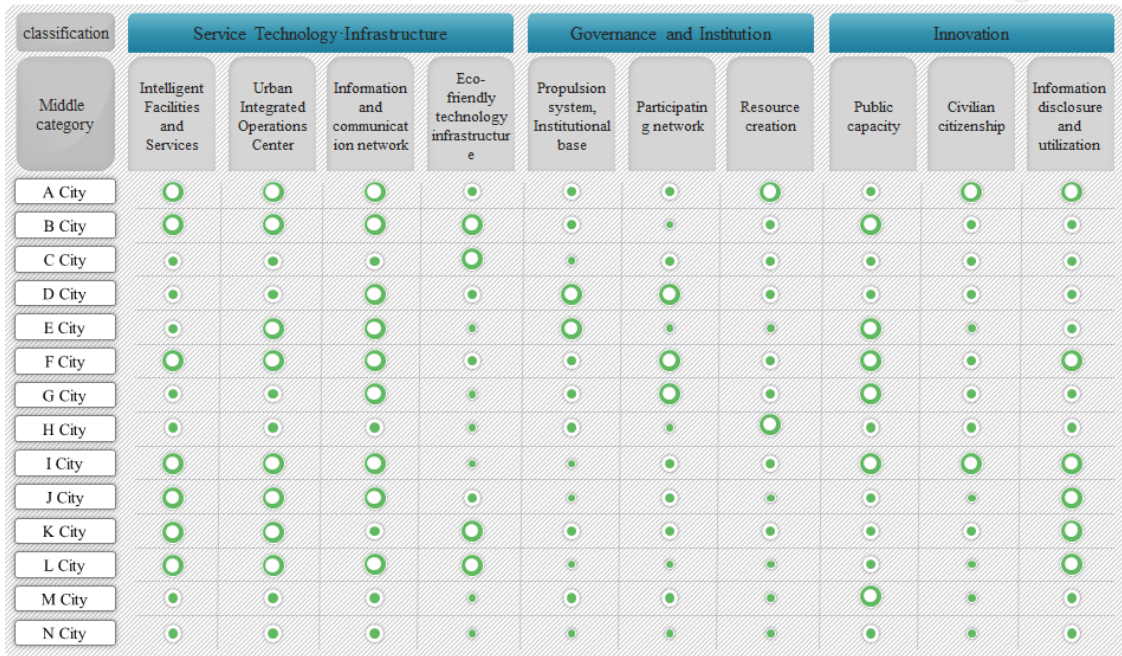 classification
Service Technology·Infrastructure
Governance and Institution
Innovation
Middle
category
Intelligent
Facilities
and
Services
Urban
Integrated
Operations
Center
Information
and
communicat
ion network
Eco-
friendly
technology
infrastructur
e
Propulsion
system,
Institutional
base
Participatin
g network
Resource
creation
Public
capacity
Civilian
citizenship
Information
disclosure
and
utilization
A City
B City
C City
D City
E City
F City
G City
H City
I City
J City
K City
L City
M City
N City